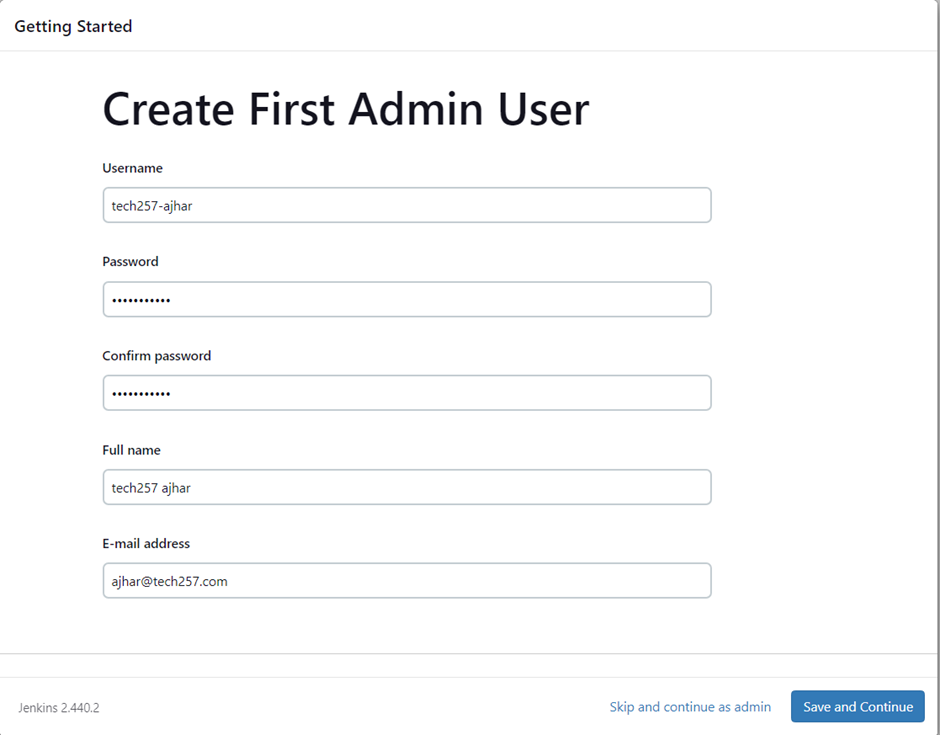 Getting Started
Create First Admin User
Username
tech257-ajhar
Password
•••••••••••
Confirm password
•••••••••••
Full name
tech257 ajhar
E-mail address
ajhar@tech257.com
Jenkins 2.440.2
Skip and continue as admin
Save and Continue